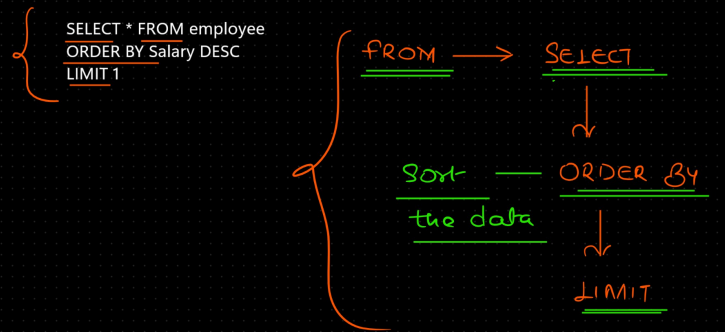 SELECT * FROM employee
ORDER BY Salary DESC
LIMIT 1
FROM → SELECT
Sort — ORDER By
the data
LIMIT